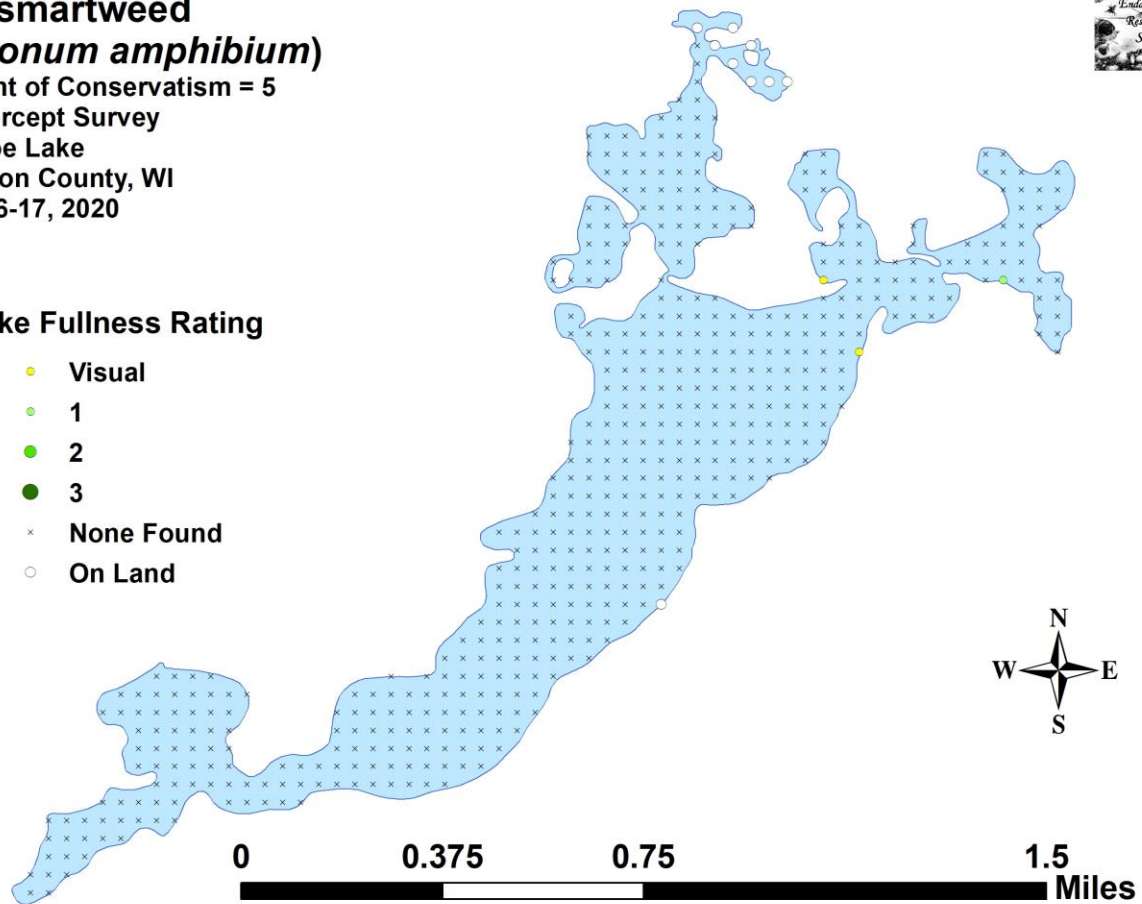 smartweed
onum amphibium)
nt of Conservatism = 5
rcept Survey
e Lake
on County, WI
6-17, 2020
ke Fullness Rating
Visual
1
2
3
None Found
On Land
N
W E
S
0 0.375 0.75 1.5
Miles